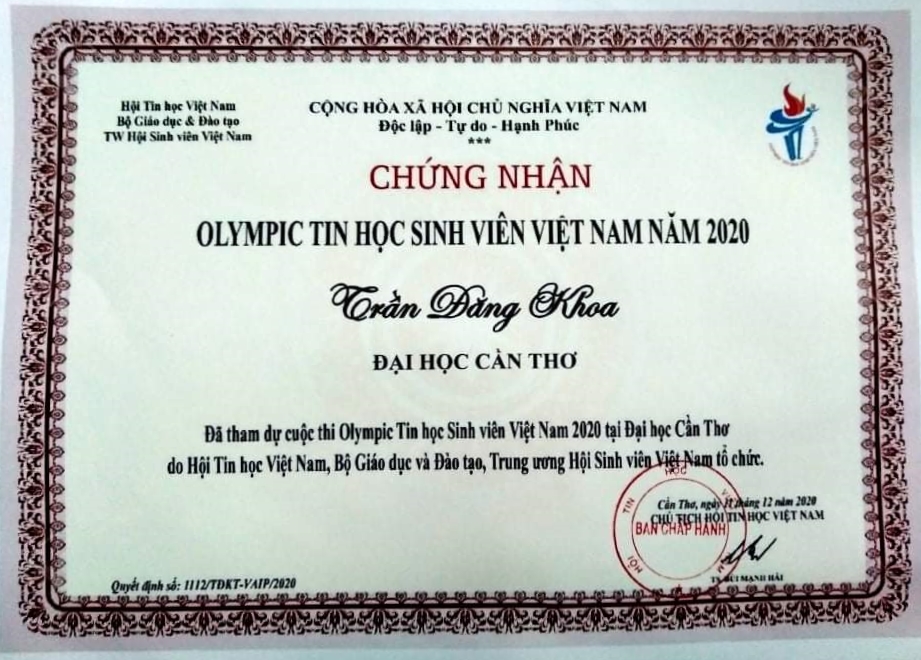 Hội Tin học Việt Nam
Bộ Giáo dục & Đào tạo
TW Hội Sinh viên Việt Nam
CỘNG HÒA XÃ HỘI CHỦ NGHĨA VIỆT NAM
Độc lập - Tự do - Hạnh Phúc
***
CHỨNG NHẬN
OLYMPIC TIN HỌC SINH VIÊN VIỆT NAM NĂM 2020
Trần Đăng Khoa
ĐẠI HỌC CẦN THƠ
Đã tham dự cuộc thi Olympic Tin học Sinh viên Việt Nam 2020 tại Đại học Cần Thơ
do Hội Tin học Việt Nam, Bộ Giáo dục và Đào tạo, Trung ương Hội Sinh viên Việt Nam tổ chức.
Cần Thơ, ngày 11 tháng 12 năm 2020
CHỦ TỊCH HỘI TIN HỌC VIỆT NAM
HỘI TIN HỌC
BAN CHẤP HÀNH
TS BÙI MẠNH HẢI
Quyết định số: 1112/TĐKT-VAIP/2020